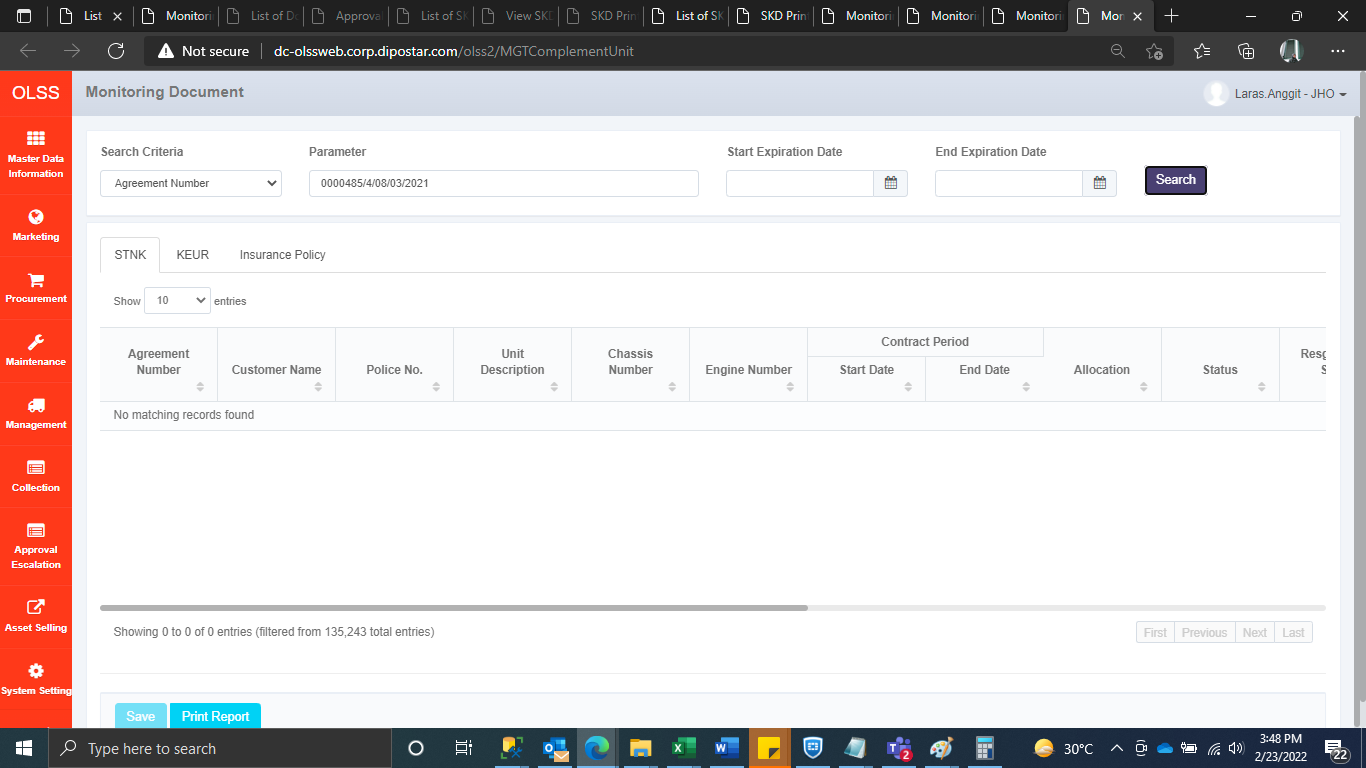 List
Monitori
List of Do
Approva
List of SK
View SKD
SKD Prin
List of SK
SKD Prin
Monitori
Monitori
Monitori
Mon
Not secure
dc-olssweb.corp.dipostar.com/olss2/MGTComplementUnit
OLSS
Monitoring Document
Laras.Anggit - JHO
Master Data
Information
Marketing
Procurement
Maintenance
Management
Collection
Approval
Escalation
Asset Selling
System Setting
Search Criteria
Parameter
Start Expiration Date
End Expiration Date
Agreement Number
0000485/4/08/03/2021
Search
STNK
KEUR
Insurance Policy
Show 10 entries
Agreement
Number
Customer Name
Police No.
Unit
Description
Chassis
Number
Engine Number
Contract Period
Start Date
End Date
Allocation
Status
Resg
S
No matching records found
Showing 0 to 0 of 0 entries (filtered from 135,243 total entries)
First Previous Next Last
Save
Print Report
Type here to search
2
30°C
3:48 PM
2/23/2022
22